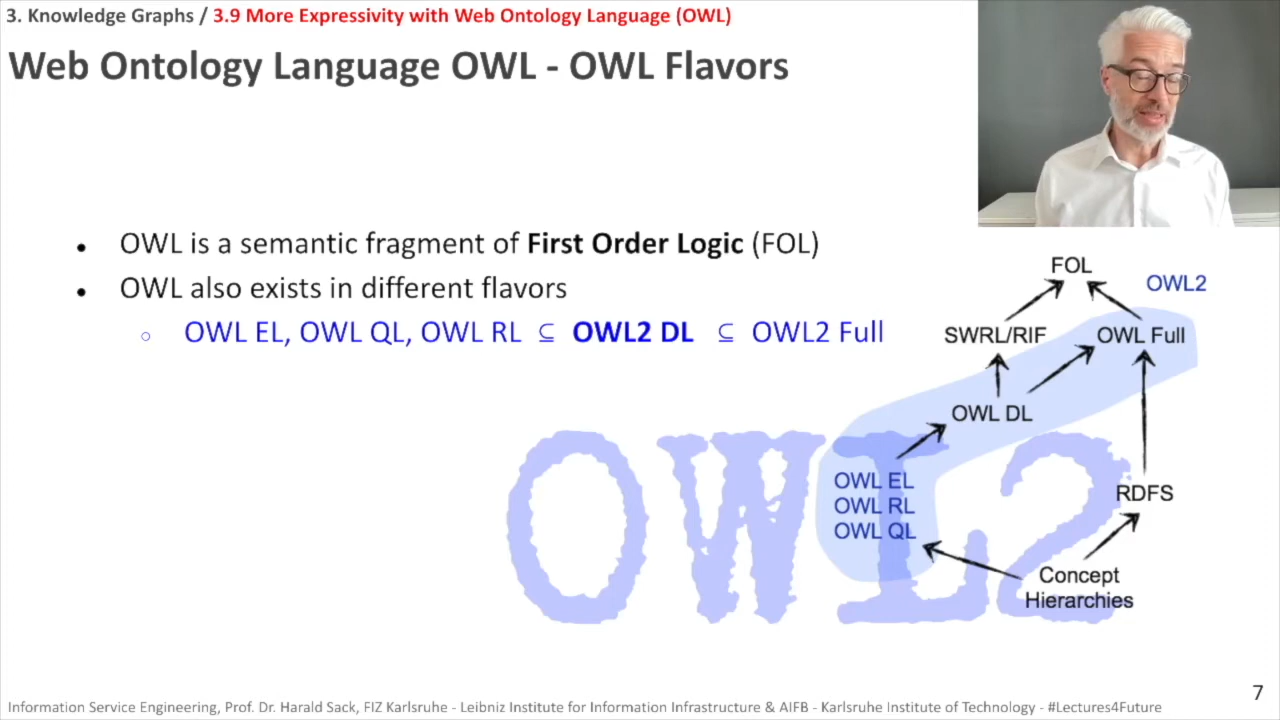 3. Knowledge Graphs / 3.9 More Expressivity with Web Ontology Language (OWL)
Web Ontology Language OWL - OWL Flavors
• OWL is a semantic fragment of First Order Logic (FOL)
• OWL also exists in different flavors
○ OWL EL, OWL QL, OWL RL ⊆ OWL2 DL ⊆ OWL2 Full
FOL
OWL2
SWRL/RIF
OWL Full
OWL DL
OWL EL
OWL RL
OWL QL
RDFS
Concept
Hierarchies
OWL2
7
Information Service Engineering, Prof. Dr. Harald Sack, FIZ Karlsruhe - Leibniz Institute for Information Infrastructure & AIFB - Karlsruhe Institute of Technology - #Lectures4Future